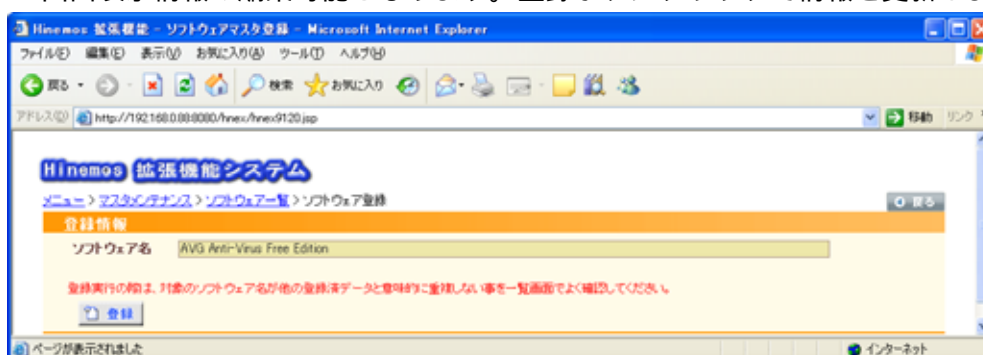 Hinemos 拡張機能 - ソフトウェアマスタ登録 - Microsoft Internet Explorer
ファイル(F) 編集(E) 表示(V) お気に入り(A) ツール(T) ヘルプ(H)
戻る 検索 お気に入り
アドレス(D) 移動 リンク
Hinemos 拡張機能システム
メニュー > マスタメンテナンス > ソフトウェア一覧 > ソフトウェア登録 戻る
登録情報
ソフトウェア名 AVG Anti-Virus Free Edition
登録実行の際は、対象のソフトウェア名が他の登録済データと意味的に重複しない事を一覧画面でよく確認してください。
登録
ページが表示されました インターネット